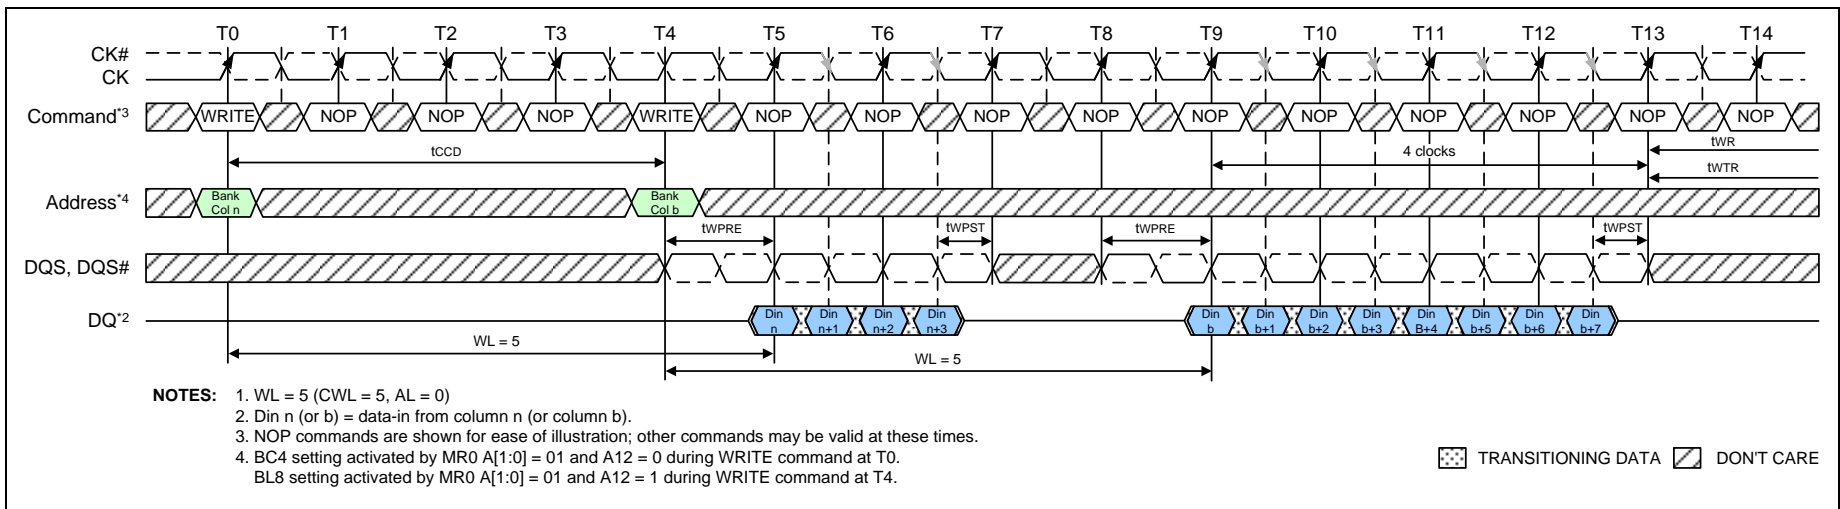 T0 T1 T2 T3 T4 T5 T6 T7 T8 T9 T10 T11 T12 T13 T14
CK#
CK
Command*3 WRITE NOP NOP NOP WRITE NOP NOP NOP NOP NOP NOP NOP NOP NOP NOP
tCCD 4 clocks tWR
tWTR
Address*4 Bank Col n Bank Col b
tWPRE tWPST tWPRE tWPST
DQS, DQS#
DQ*2 Din n Din n+1 Din n+2 Din n+3 Din b Din b+1 Din b+2 Din b+3 Din B+4 Din b+5 Din b+6 Din b+7
WL = 5
WL = 5
NOTES: 1. WL = 5 (CWL = 5, AL = 0)
2. Din n (or b) = data-in from column n (or column b).
3. NOP commands are shown for ease of illustration; other commands may be valid at these times.
4. BC4 setting activated by MR0 A[1:0] = 01 and A12 = 0 during WRITE command at T0.
BL8 setting activated by MR0 A[1:0] = 01 and A12 = 1 during WRITE command at T4.
TRANSITIONING DATA DON'T CARE